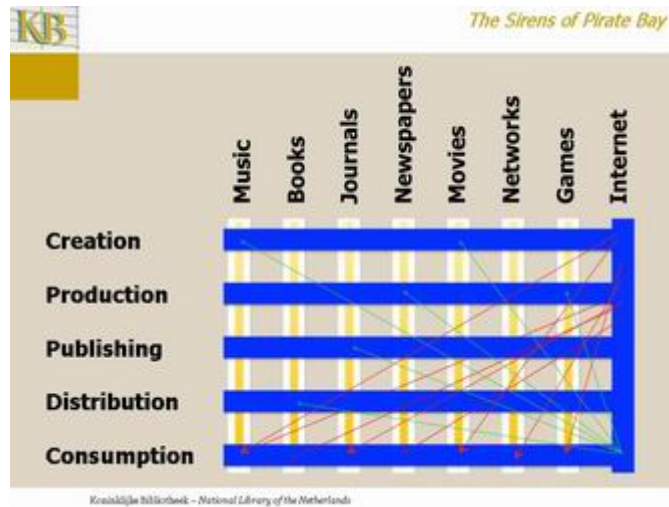 KB
The Sirens of Pirate Bay
Music
Books
Journals
Newspapers
Movies
Networks
Games
Internet
Creation
Production
Publishing
Distribution
Consumption
Koninklijke Bibliotheek – National Library of the Netherlands